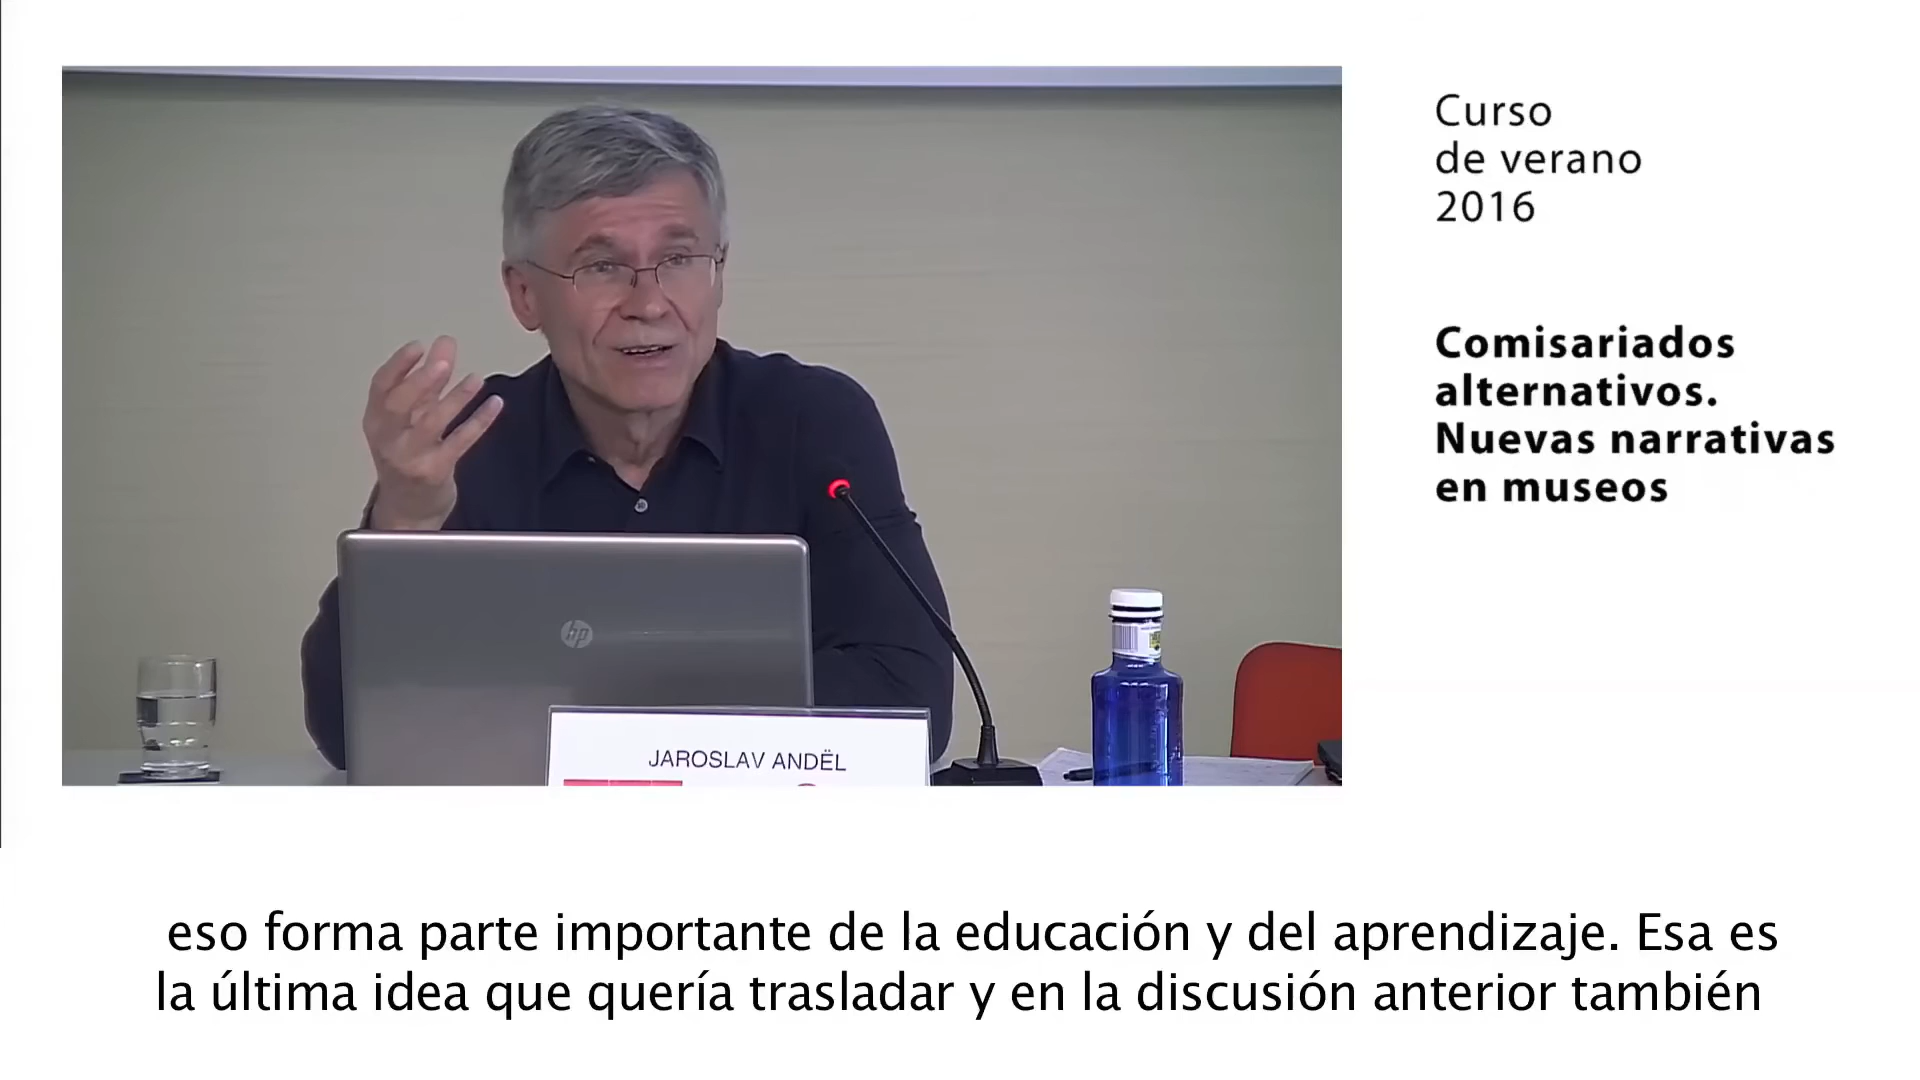 Curso
de verano
2016
Comisariados
alternativos.
Nuevas narrativas
en museos
hp
JAROSLAV ANDËL
eso forma parte importante de la educación y del aprendizaje. Esa es
la última idea que quería trasladar y en la discusión anterior también